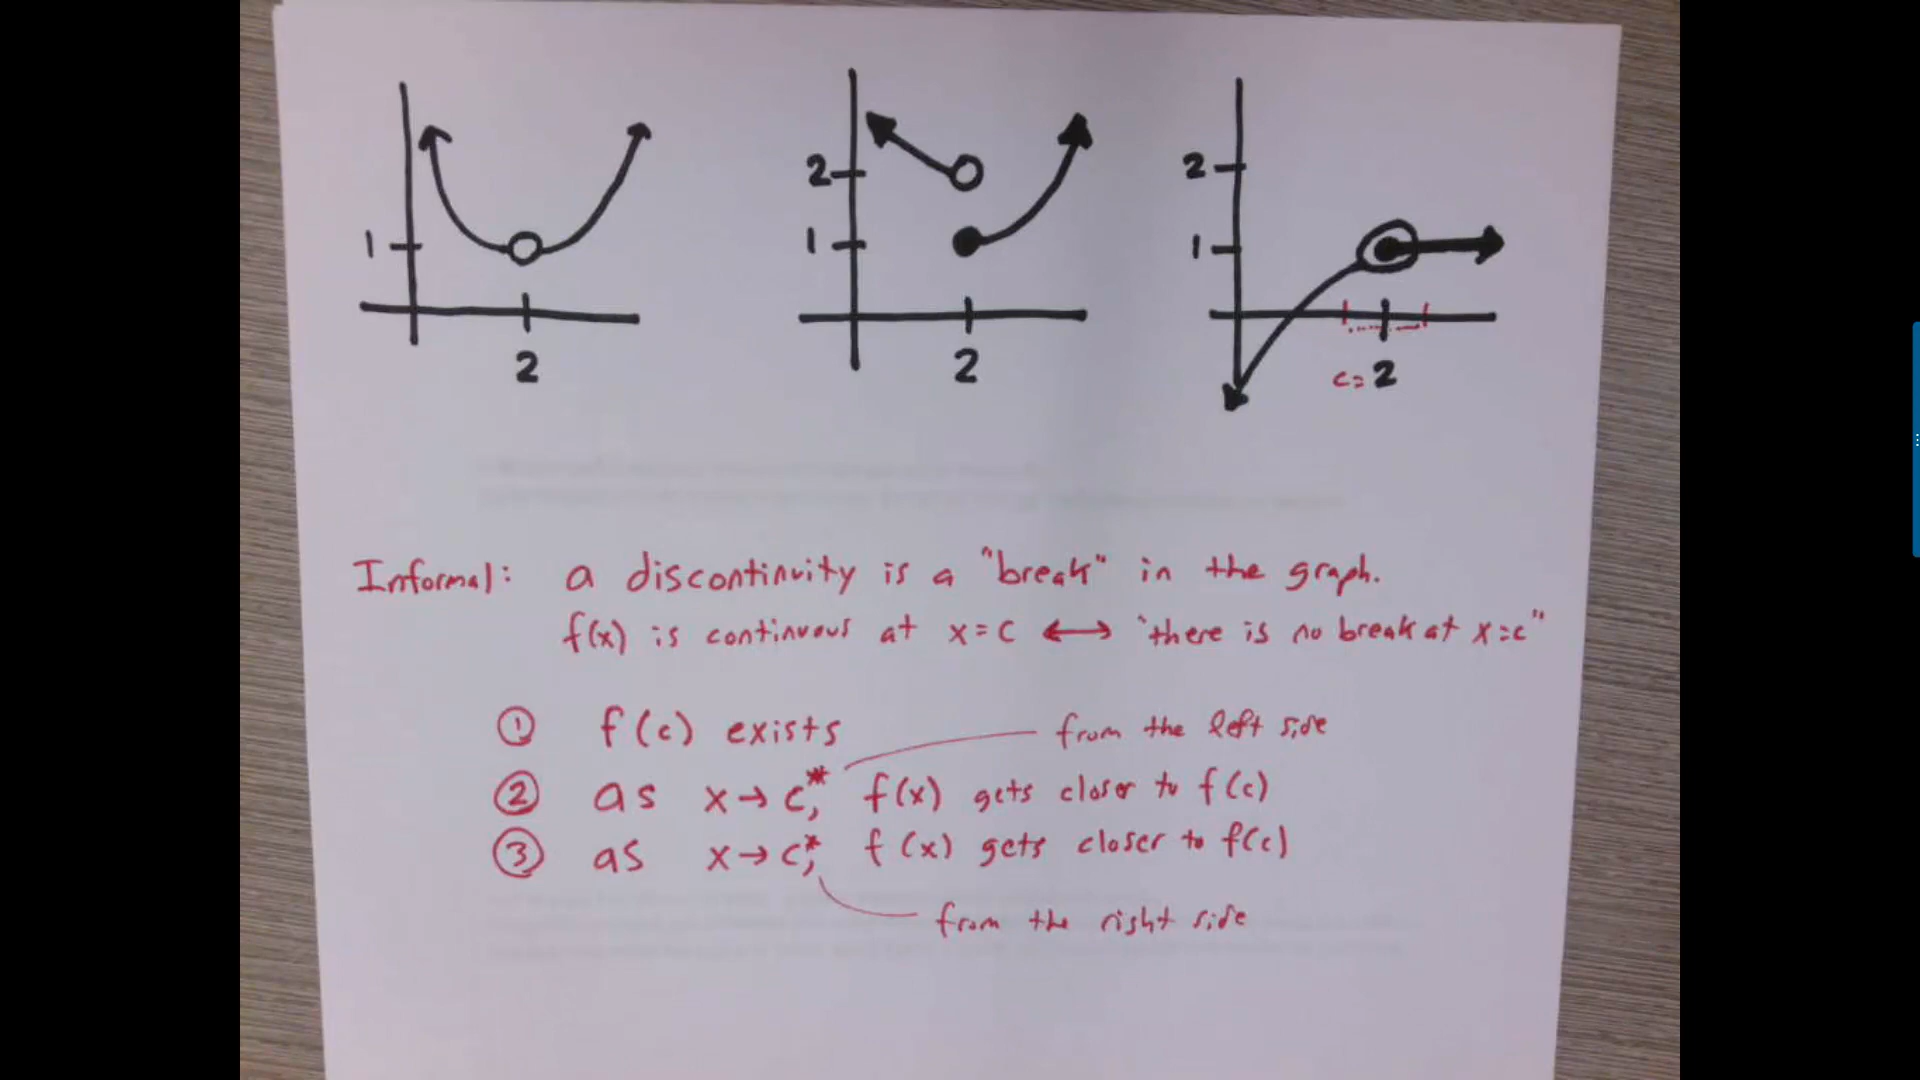 1
2
2
1
2
2
1
c= 2
Informal: a discontinuity is a "break" in the graph.
f(x) is continuous at x = c ⟷ "there is no break at x=c"
① f(c) exists
from the left side
② as x → c,* f(x) gets closer to f(c)
③ as x → c,* f(x) gets closer to f(c)
from the right side